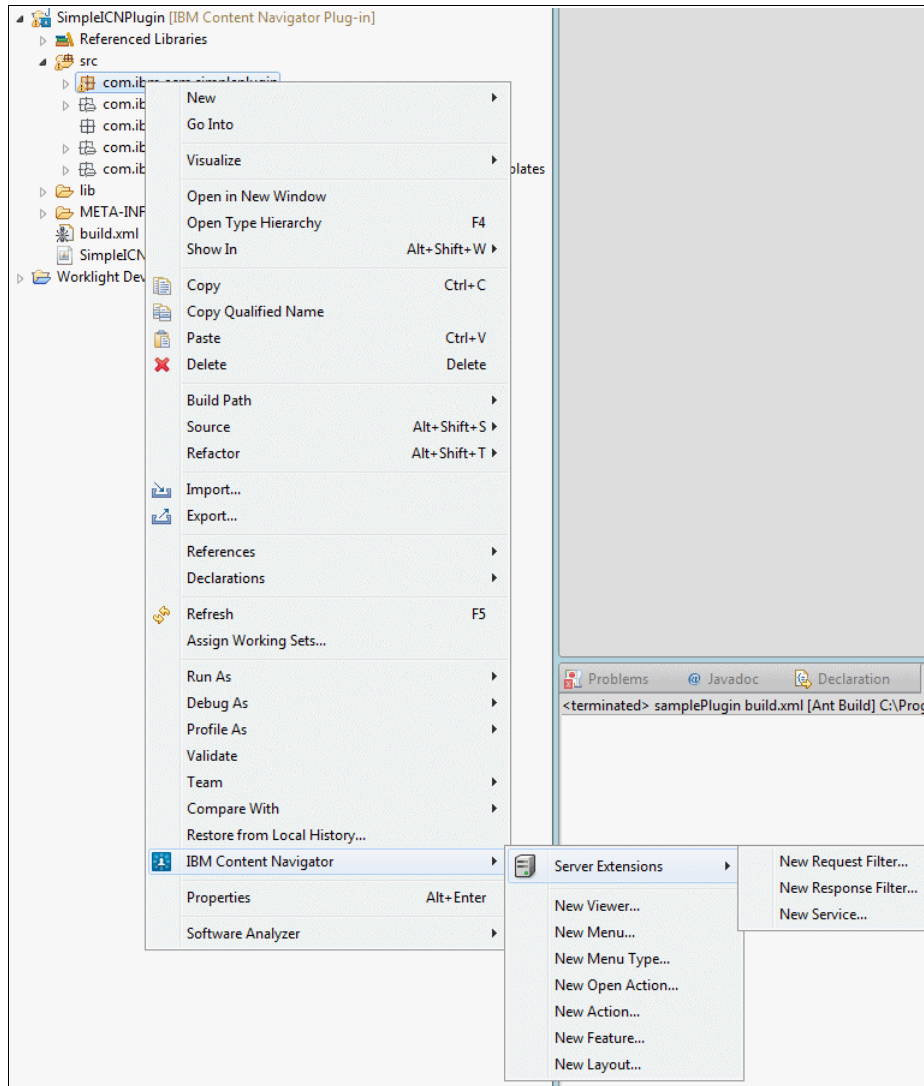 SimpleICNPlugin [IBM Content Navigator Plug-in]
Referenced Libraries
src
com.ib
com.ib
com.ib
com.ib
com.ib
plates
lib
META-INF
build.xml
SimpleICN
Worklight Dev
New
Go Into
Visualize
Open in New Window
Open Type Hierarchy F4
Show In Alt+Shift+W
Copy Ctrl+C
Copy Qualified Name
Paste Ctrl+V
Delete Delete
Build Path
Source Alt+Shift+S
Refactor Alt+Shift+T
Import...
Export...
References
Declarations
Refresh F5
Assign Working Sets...
Run As
Debug As
Profile As
Validate
Team
Compare With
Restore from Local History...
IBM Content Navigator
Properties Alt+Enter
Software Analyzer
Server Extensions
New Viewer...
New Menu...
New Menu Type...
New Open Action...
New Action...
New Feature...
New Layout...
New Request Filter...
New Response Filter...
New Service...
Problems @ Javadoc Declaration
<terminated> samplePlugin build.xml [Ant Build] C:\Prog